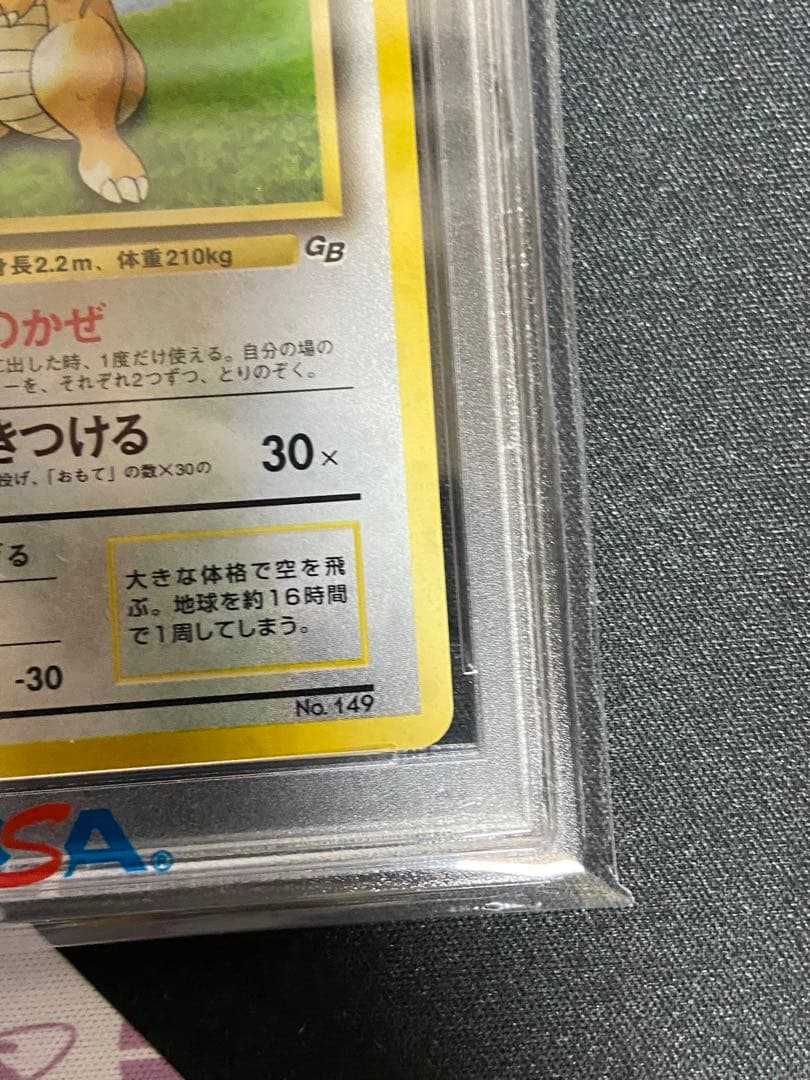 身長2.2m、体重210kg
GB
のかぜ
に出した時、1度だけ使える。自分の場の
ーを、それぞれ2つずつ、とりのぞく。
きつける 30×
投げ、「おもて」の数×30の
げる
大きな体格で空を飛
ぶ。地球を約16時間
で1周してしまう。
-30
No. 149
PSA®